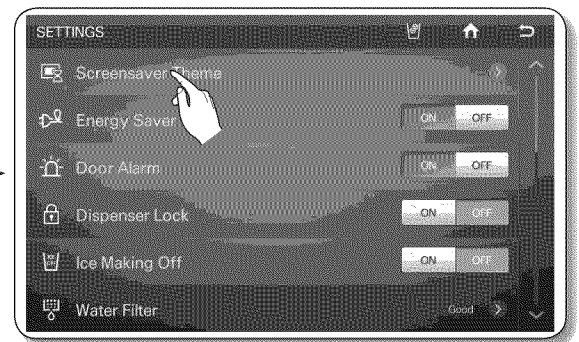 SETTINGS
Screensaver Theme
Energy Saver ON OFF
Door Alarm ON OFF
Dispenser Lock ON OFF
Ice Making Off ON OFF
Water Filter Good